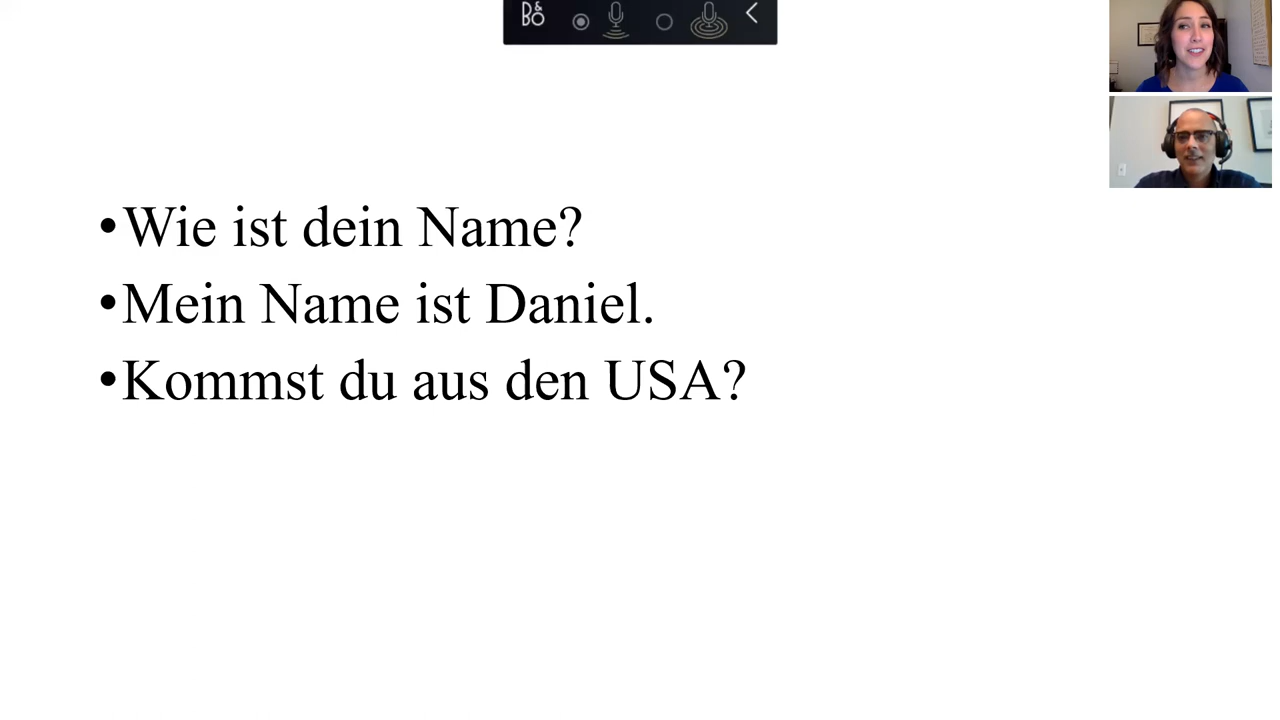 B&O
• Wie ist dein Name?
• Mein Name ist Daniel.
• Kommst du aus den USA?